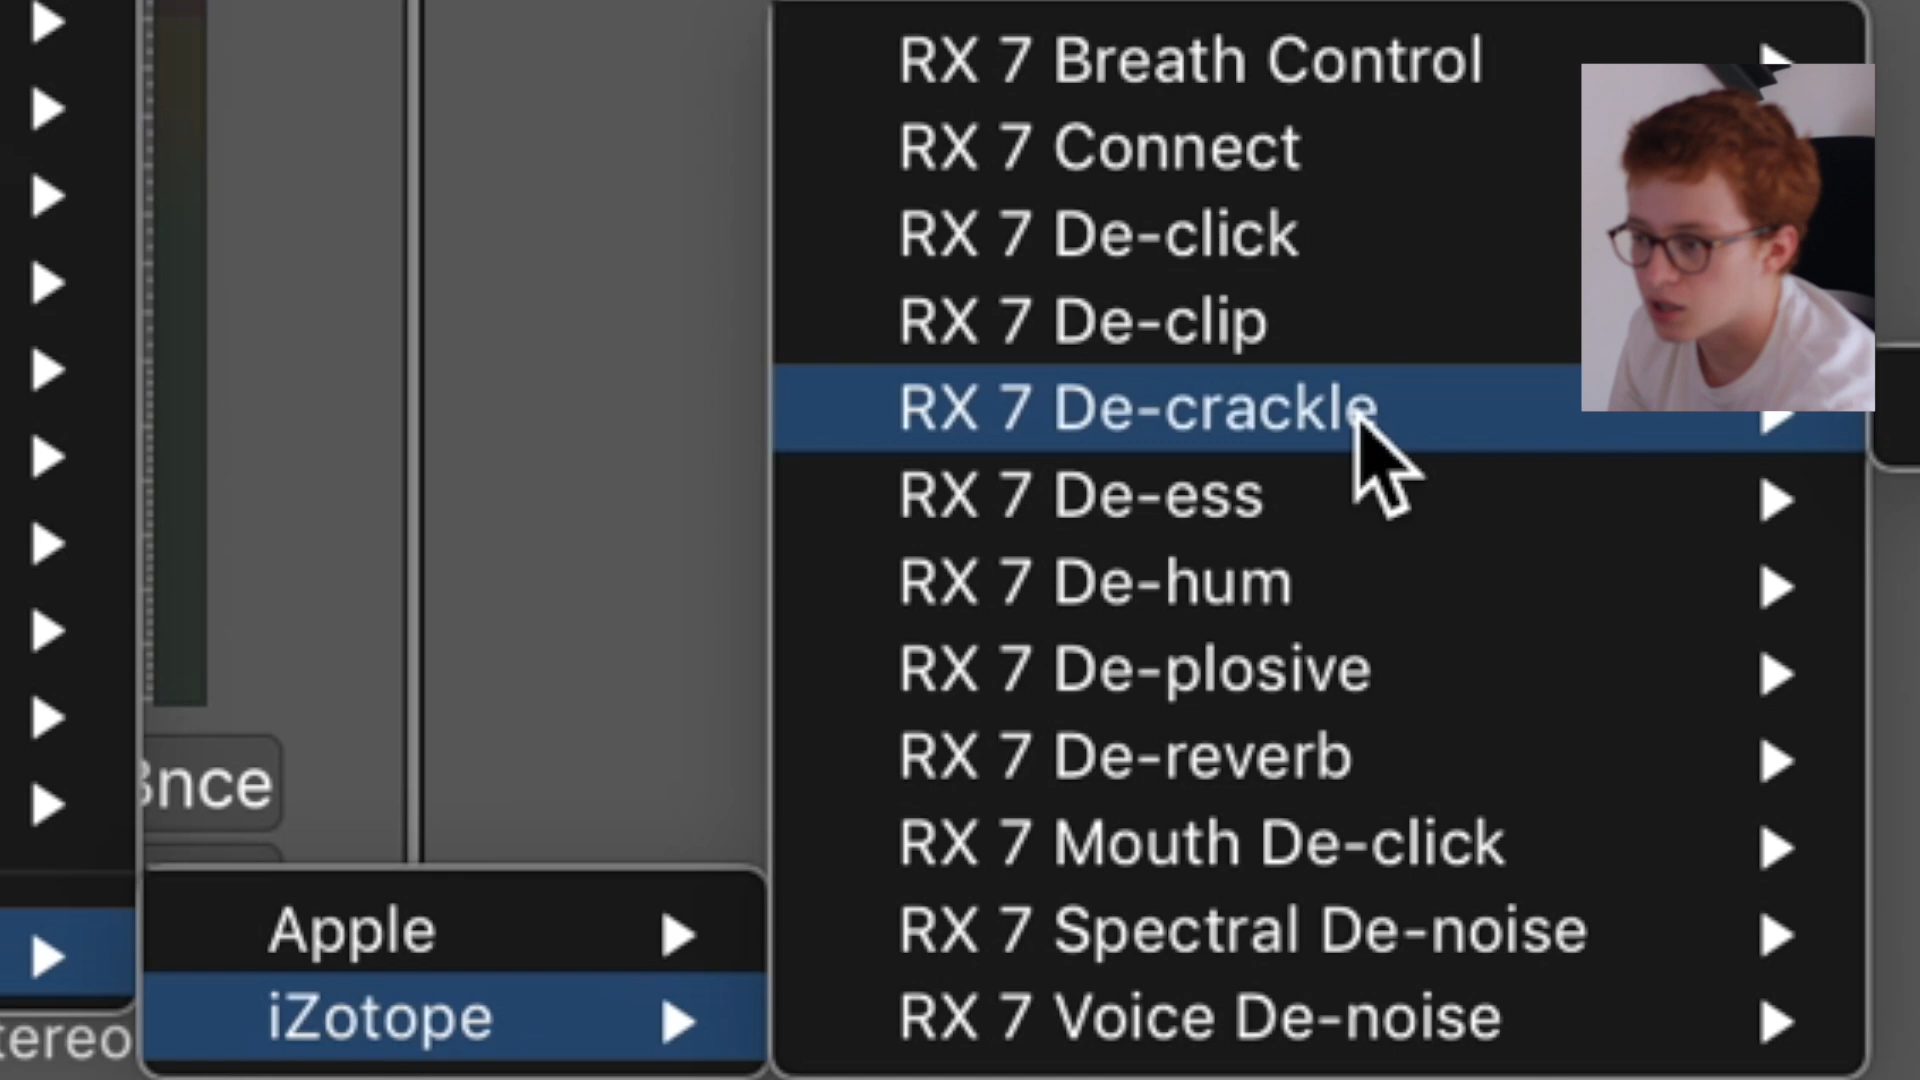 RX 7 Breath Control
RX 7 Connect
RX 7 De-click
RX 7 De-clip
RX 7 De-crackle
RX 7 De-ess
RX 7 De-hum
RX 7 De-plosive
RX 7 De-reverb
RX 7 Mouth De-click
RX 7 Spectral De-noise
RX 7 Voice De-noise
Bnce
Apple
iZotope
tereo